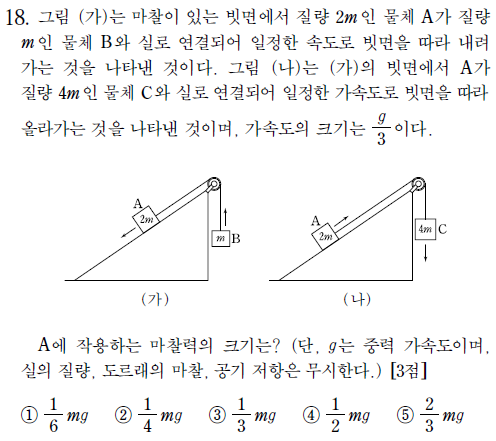 18. 그림 (가)는 마찰이 있는 빗면에서 질량 2m인 물체 A가 질량
m인 물체 B와 실로 연결되어 일정한 속도로 빗면을 따라 내려
가는 것을 나타낸 것이다. 그림 (나)는 (가)의 빗면에서 A가
질량 4m인 물체 C와 실로 연결되어 일정한 가속도로 빗면을 따라
올라가는 것을 나타낸 것이며, 가속도의 크기는 g/3이다.
A
2m
m B
(가)
A
2m
4m C
(나)
A에 작용하는 마찰력의 크기는? (단, g는 중력 가속도이며,
실의 질량, 도르래의 마찰, 공기 저항은 무시한다.) [3점]
① 1/6 mg ② 1/4 mg ③ 1/3 mg ④ 1/2 mg ⑤ 2/3 mg